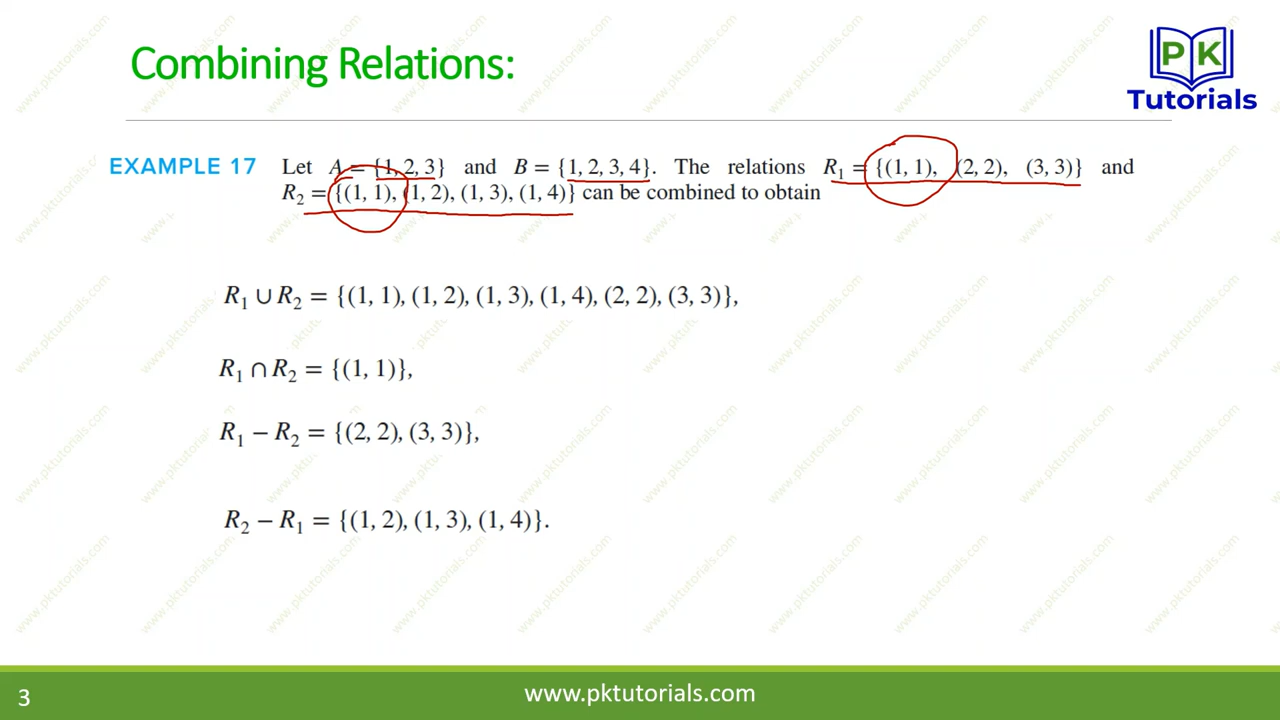 Combining Relations:
PK
Tutorials
EXAMPLE 17 Let A = {1, 2, 3} and B = {1, 2, 3, 4}. The relations R₁ = {(1, 1), (2, 2), (3, 3)} and
R₂ = {(1, 1), (1, 2), (1, 3), (1, 4)} can be combined to obtain
R₁ ∪ R₂ = {(1, 1), (1, 2), (1, 3), (1, 4), (2, 2), (3, 3)},
R₁ ∩ R₂ = {(1, 1)},
R₁ − R₂ = {(2, 2), (3, 3)},
R₂ − R₁ = {(1, 2), (1, 3), (1, 4)}.
3
www.pktutorials.com